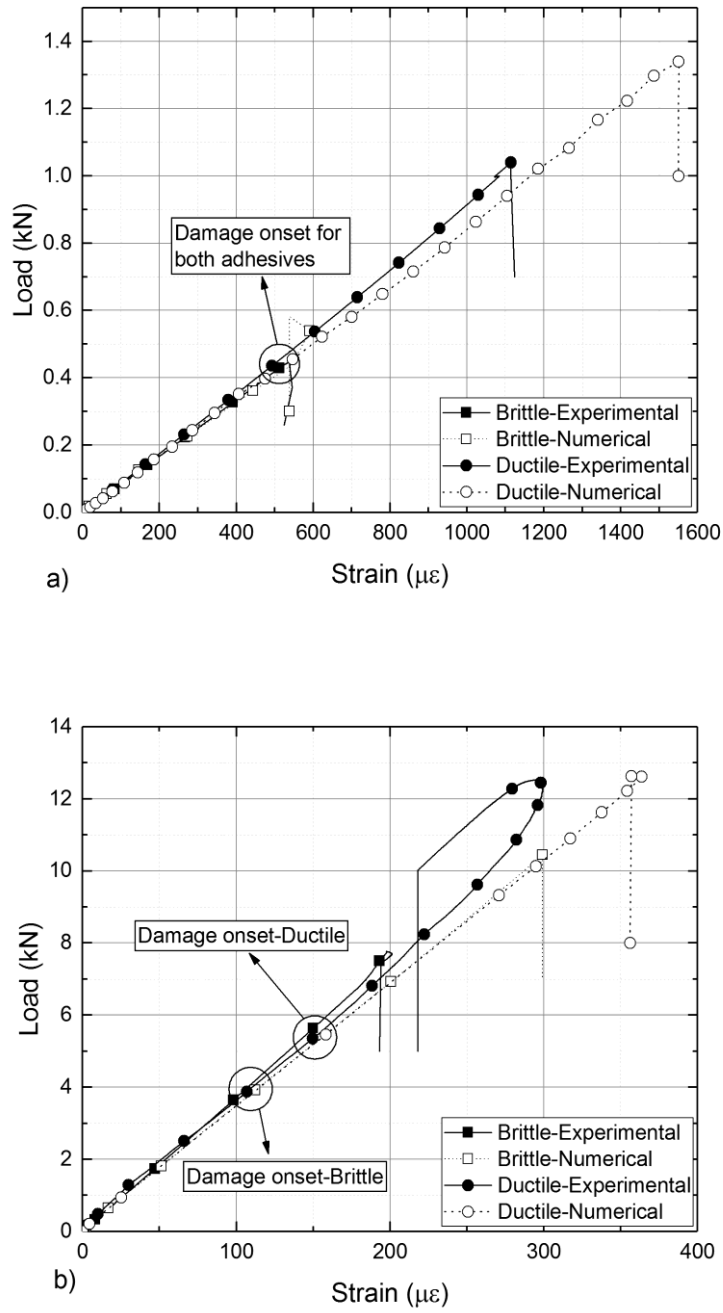 1.4
1.2
1.0
0.8
0.6
0.4
0.2
0.0
Load (kN)
Damage onset for
both adhesives
Brittle-Experimental
Brittle-Numerical
Ductile-Experimental
Ductile-Numerical
200 400 600 800 1000 1200 1400 1600
Strain (με)
a)
14
12
10
8
6
4
2
0
Load (kN)
Damage onset-Ductile
Damage onset-Brittle
Brittle-Experimental
Brittle-Numerical
Ductile-Experimental
Ductile-Numerical
0 100 200 300 400
Strain (με)
b)